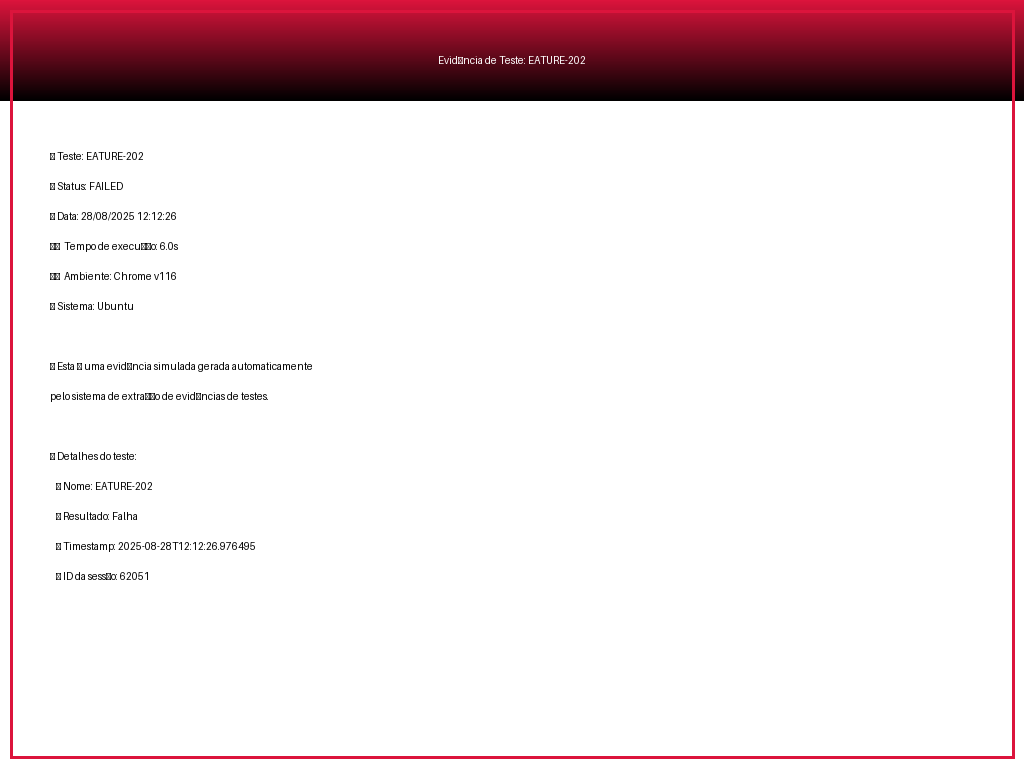 Evid▯ncia de Teste: EATURE-202
▯ Teste: EATURE-202
▯ Status: FAILED
▯ Data: 28/08/2025 12:12:26
▯▯ Tempo de execu▯▯o: 6.0s
▯▯ Ambiente: Chrome v116
▯ Sistema: Ubuntu
▯ Esta ▯ uma evid▯ncia simulada gerada automaticamente
pelo sistema de extra▯▯o de evid▯ncias de testes.
▯ Detalhes do teste:
▯ Nome: EATURE-202
▯ Resultado: Falha
▯ Timestamp: 2025-08-28T12:12:26.976495
▯ ID da sess▯o: 62051